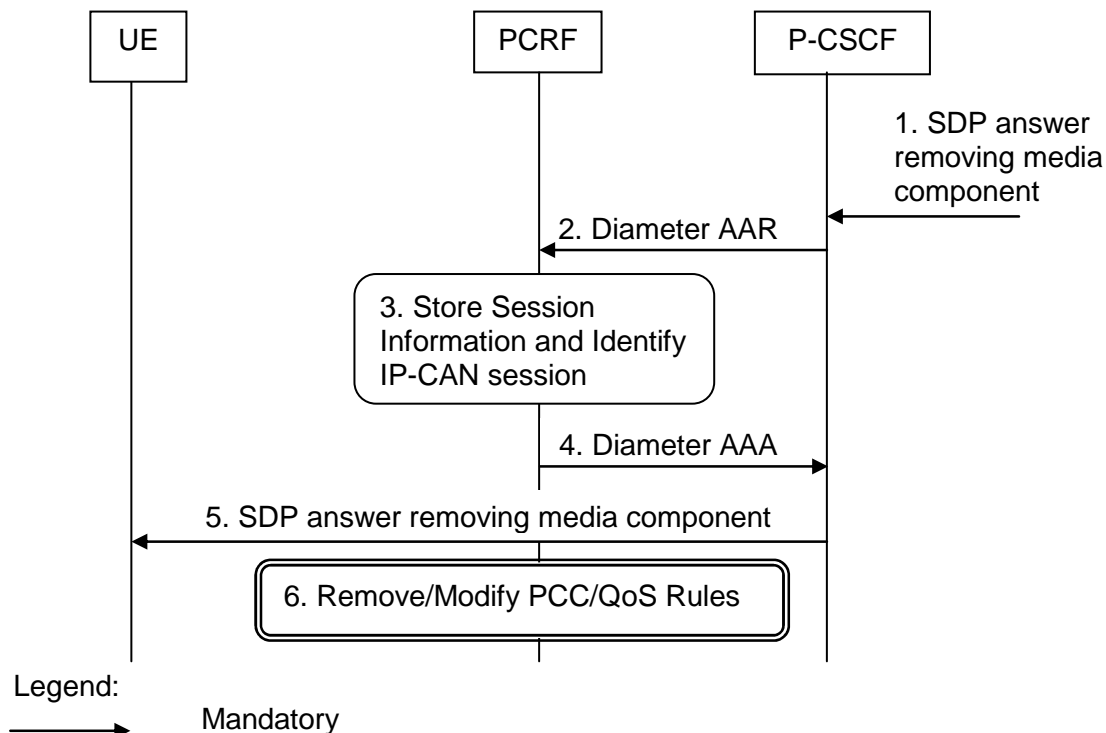 UE
PCRF
P-CSCF
1. SDP answer
removing media
component
2. Diameter AAR
3. Store Session
Information and Identify
IP-CAN session
4. Diameter AAA
5. SDP answer removing media component
6. Remove/Modify PCC/QoS Rules
Legend:
Mandatory